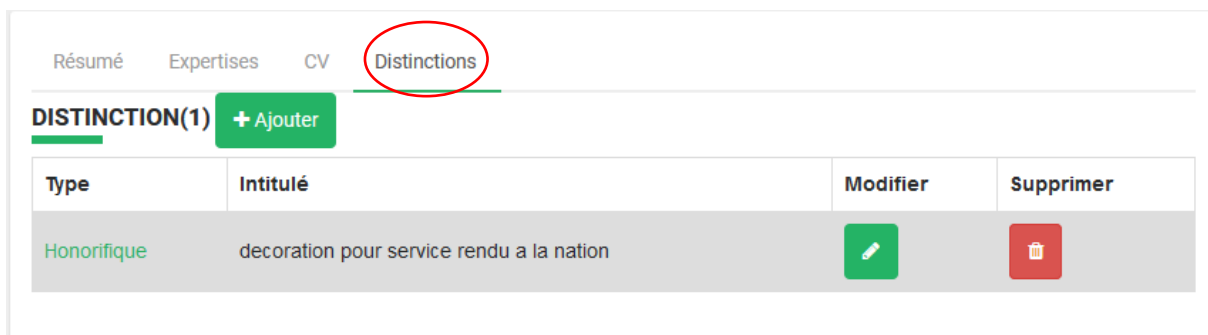 Résumé Expertises CV Distinctions
DISTINCTION(1) Ajouter
Type Intitulé Modifier Supprimer
Honorifique decoration pour service rendu a la nation